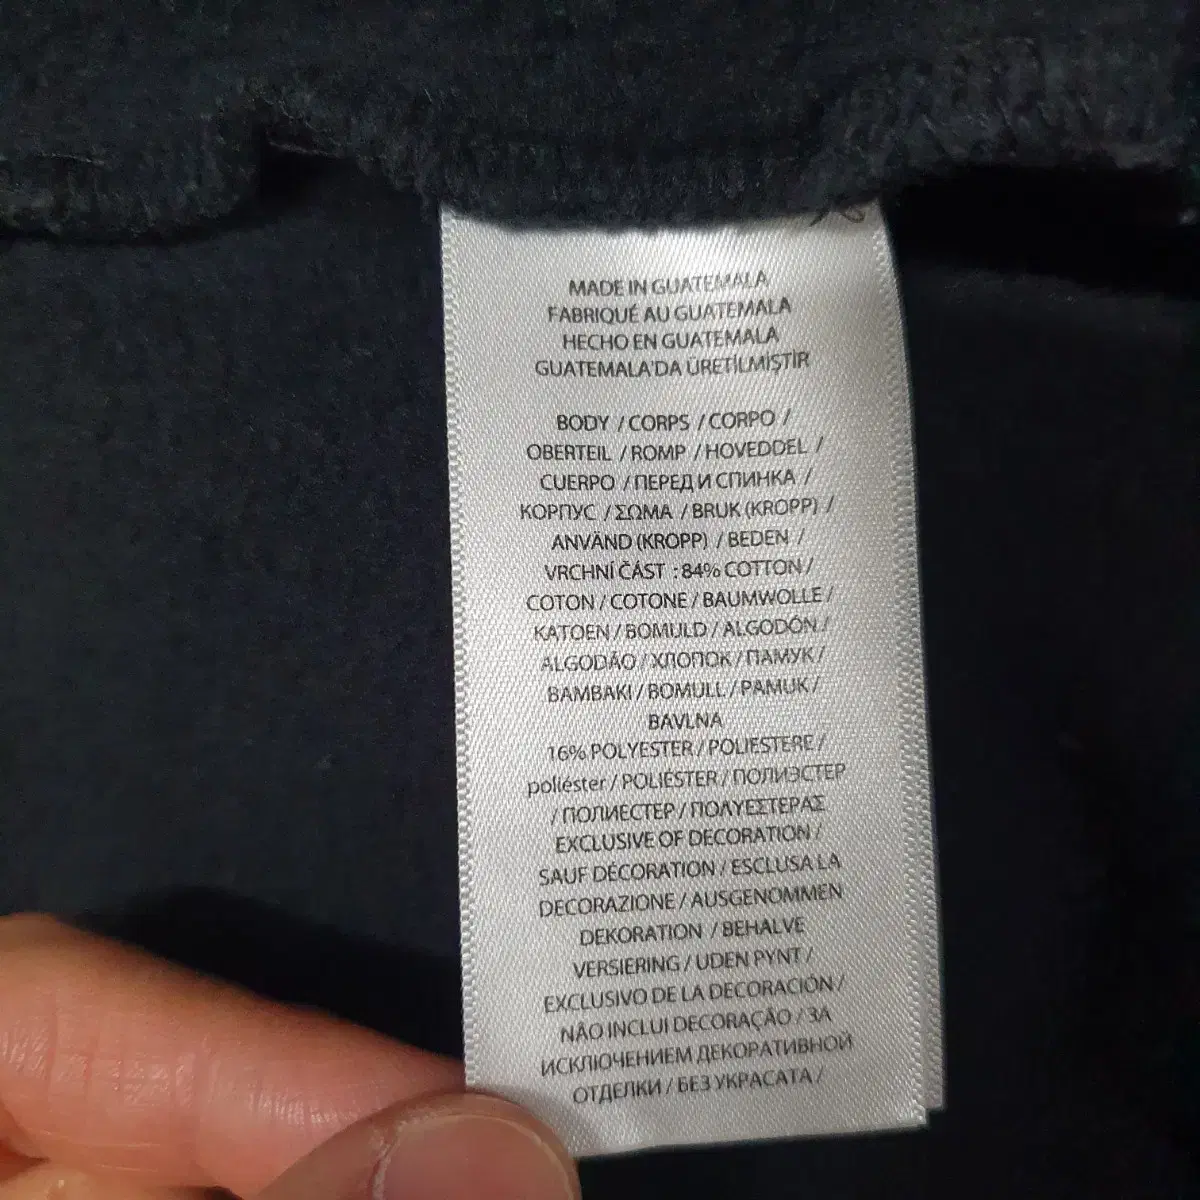 MADE IN GUATEMALA
FABRIQUÉ AU GUATEMALA
HECHO EN GUATEMALA
GUATEMALA'DA ÜRETİLMİŞTİR
BODY / CORPS / CORPO /
OBERTEIL / ROMP / HOVEDDEL /
CUERPO / ПЕРЕД И СПИНКА /
КОРПУС / ΣΩΜΑ / BRUK (KROPP) /
ANVÄND (KROPP) / BEDEN /
VRCHNÍ ČÁST : 84% COTTON /
COTON / COTONE / BAUMWOLLE /
KATOEN / BOMULD / ALGODÓN /
ALGODÃO / ХЛОПОК / ПАМУК /
BAMBAKI / BOMULL / PAMUK /
BAVLNA
16% POLYESTER / POLIESTERE /
poliéster / POLIÉSTER / ПОЛИЭСТЕР
/ ПОЛИЕСТЕР / ΠΟΛΥΕΣΤΕΡΑΣ
EXCLUSIVE OF DECORATION /
SAUF DÉCORATION / ESCLUSA LA
DECORAZIONE / AUSGENOMMEN
DEKORATION / BEHALVE
VERSIERING / UDEN PYNT /
EXCLUSIVO DE LA DECORACIÓN /
NÃO INCLUI DECORAÇÃO / ЗА
ИСКЛЮЧЕНИЕМ ДЕКОРАТИВНОЙ
ОТДЕЛКИ / БЕЗ УКРАСАТА /